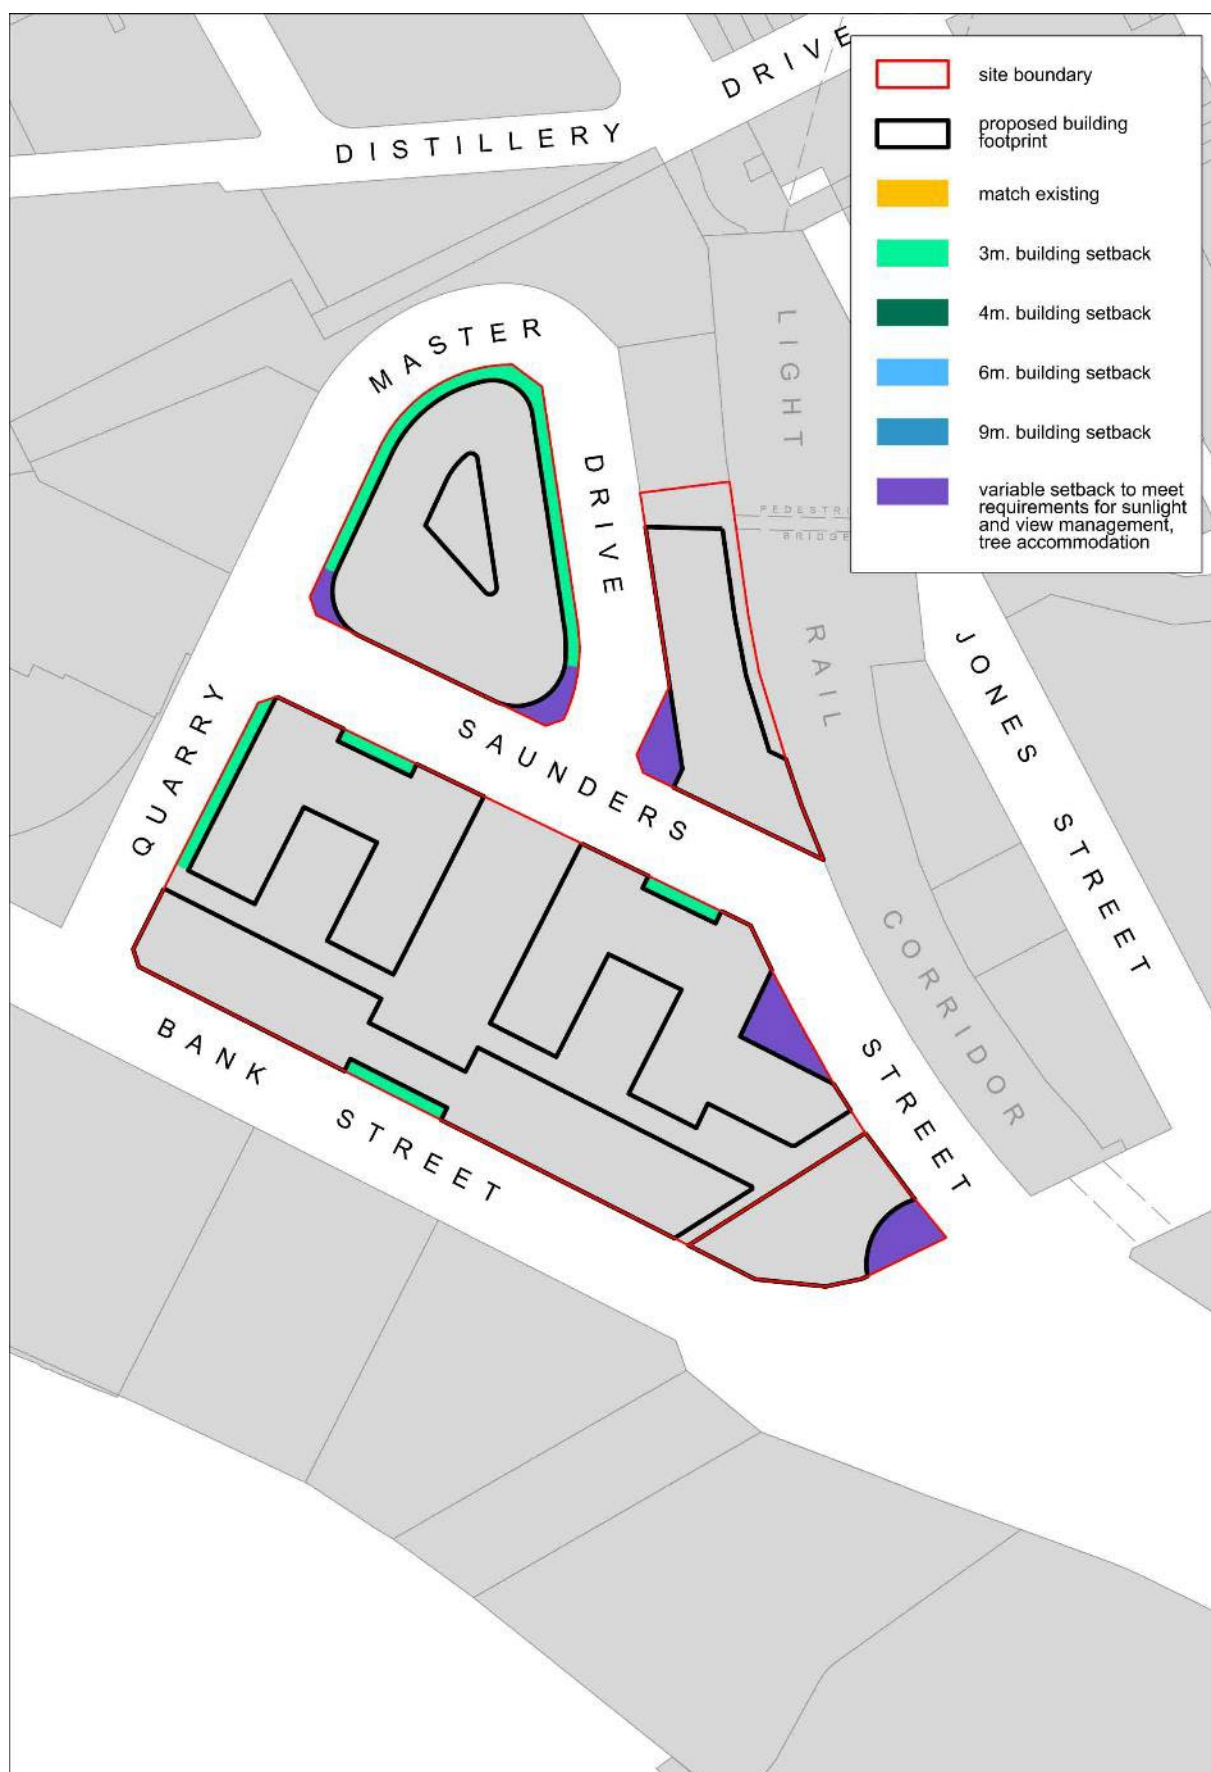 DRIVE
DISTILLERY
site boundary
proposed building
footprint
match existing
3m. building setback
4m. building setback
6m. building setback
9m. building setback
variable setback to meet
requirements for sunlight
and view management,
tree accommodation
MASTER
DRIVE
LIGHT
RAIL
CORRIDOR
PEDESTRI
BRIDGE
JONES STREET
QUARRY
SAUNDERS
STREET
BANK STREET